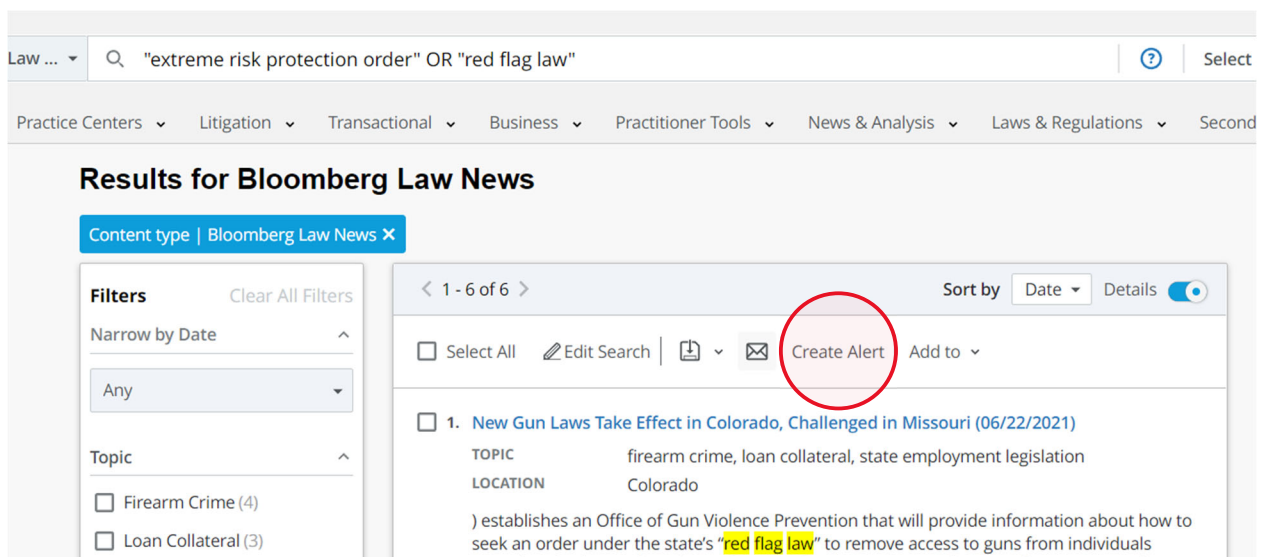 Law ... "extreme risk protection order" OR "red flag law" ? Select
Practice Centers Litigation Transactional Business Practitioner Tools News & Analysis Laws & Regulations Second
Results for Bloomberg Law News
Content type | Bloomberg Law News ×
Filters Clear All Filters
Narrow by Date
Any
Topic
Firearm Crime (4)
Loan Collateral (3)
1 - 6 of 6 Sort by Date Details
Select All Edit Search Create Alert Add to
1. New Gun Laws Take Effect in Colorado, Challenged in Missouri (06/22/2021)
TOPIC firearm crime, loan collateral, state employment legislation
LOCATION Colorado
) establishes an Office of Gun Violence Prevention that will provide information about how to
seek an order under the state's “red flag law” to remove access to guns from individuals